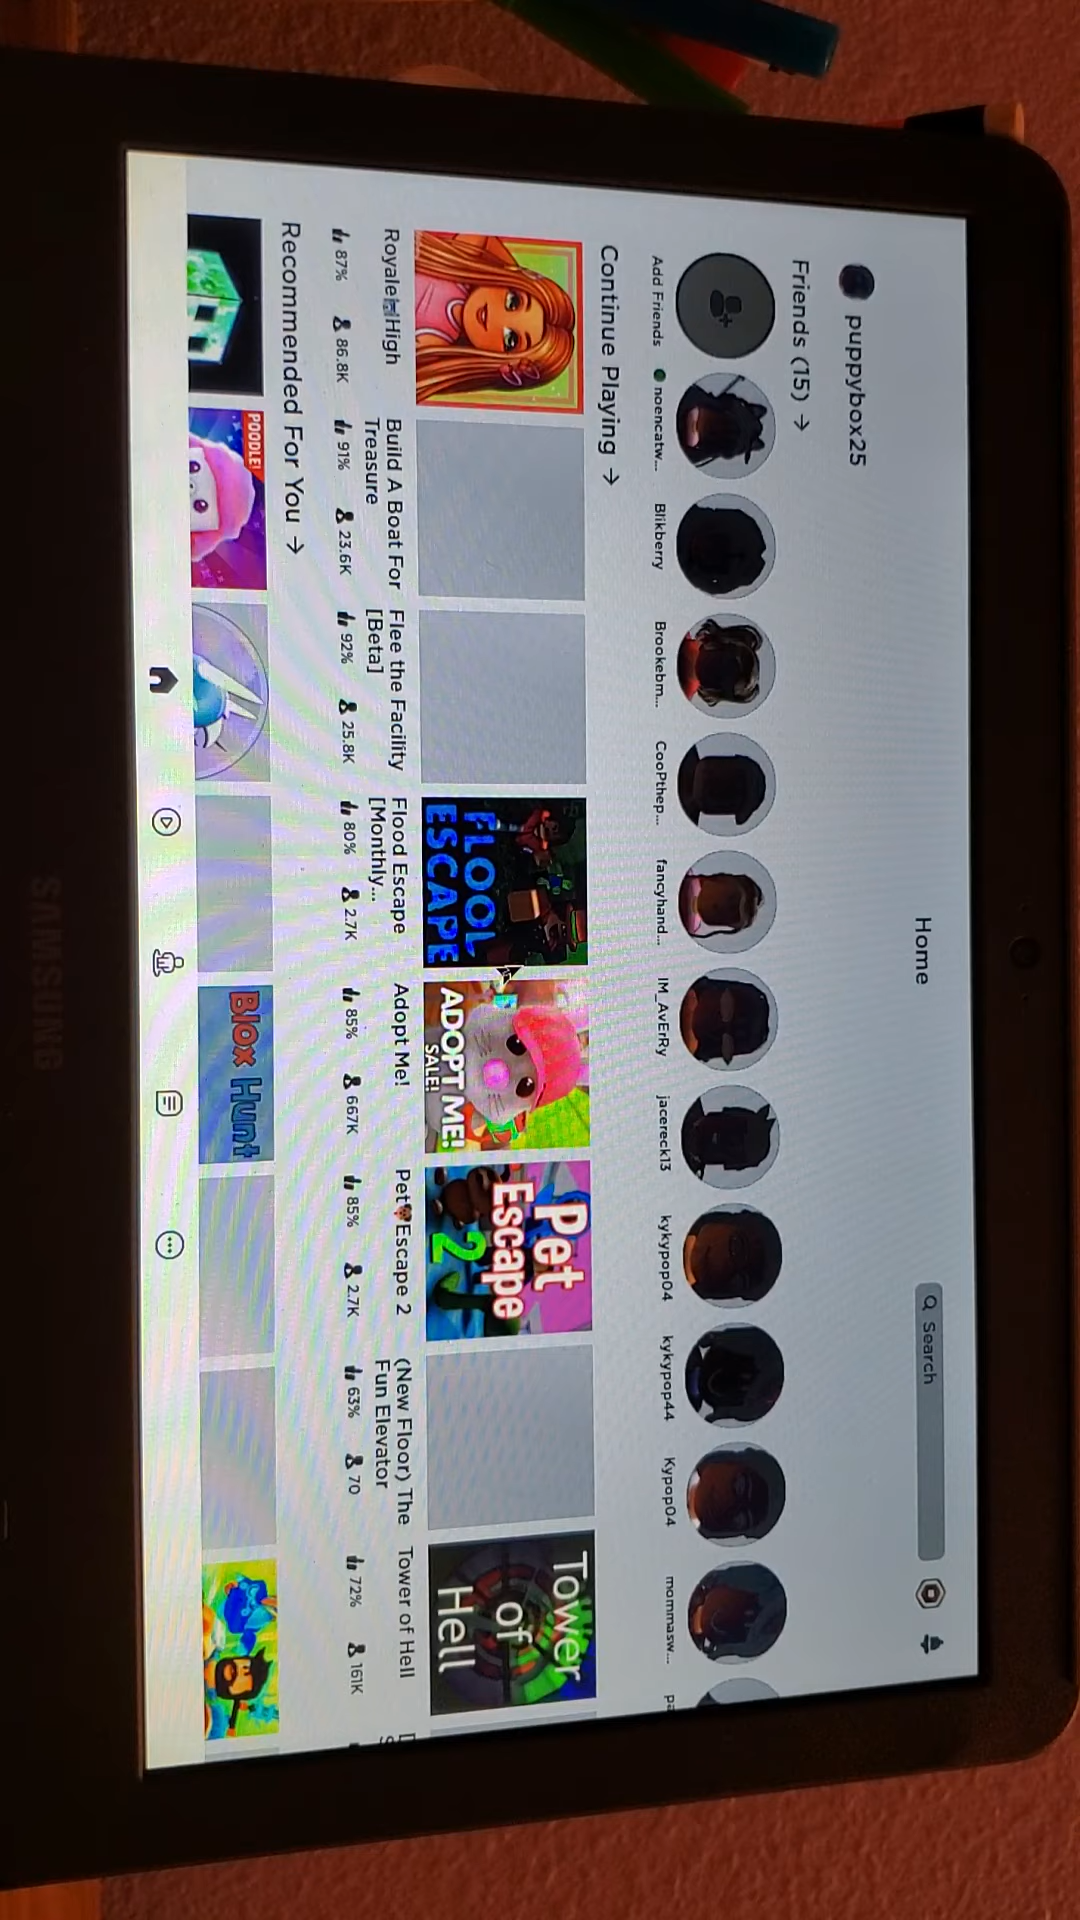 Home
Search
puppybox25
Friends (15) →
Add Friends
noencatw...
Blikberry
Brookebm...
CooPthep...
fancyhand...
IM_AvErRy
jacereck13
kykypop04
kykypop44
Kypop04
mommasw...
pa
Continue Playing →
FLOOD
ESCAPE
ADOPT ME!
SALE!
Pet
Escape
2
Tower
of
Hell
Royale High
87% 86.8K
Build A Boat For
Treasure
91% 23.6K
Flee the Facility
[Beta]
92% 25.8K
Flood Escape
[Monthly...
80% 2.7K
Adopt Me!
85% 667K
Pet Escape 2
85% 2.7K
(New Floor) The
Fun Elevator
63% 70
Tower of Hell
72% 161K
Recommended For You →
POODLE!
Blox Hunt
SAMSUNG